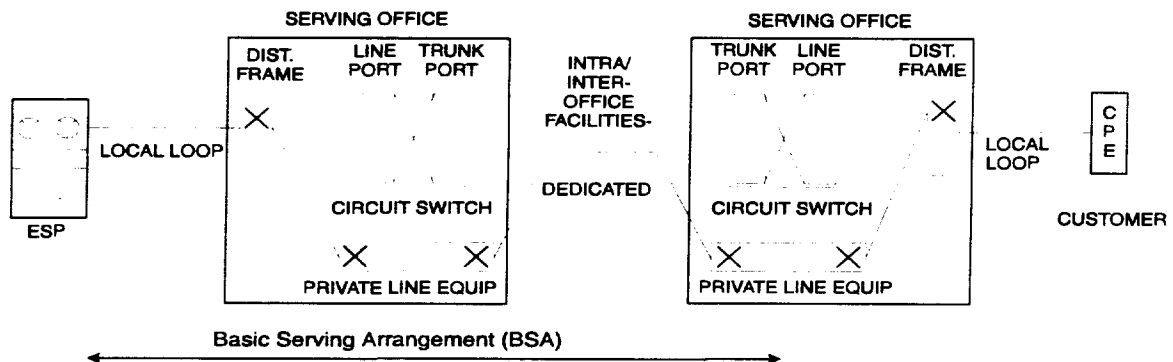 SERVING OFFICE
DIST.
FRAME
LINE
PORT
TRUNK
PORT
CIRCUIT SWITCH
PRIVATE LINE EQUIP
ESP
LOCAL LOOP
INTRA/
INTER-
OFFICE
FACILITIES-
DEDICATED
SERVING OFFICE
TRUNK
PORT
LINE
PORT
DIST.
FRAME
CIRCUIT SWITCH
PRIVATE LINE EQUIP
LOCAL
LOOP
C
P
E
CUSTOMER
Basic Serving Arrangement (BSA)